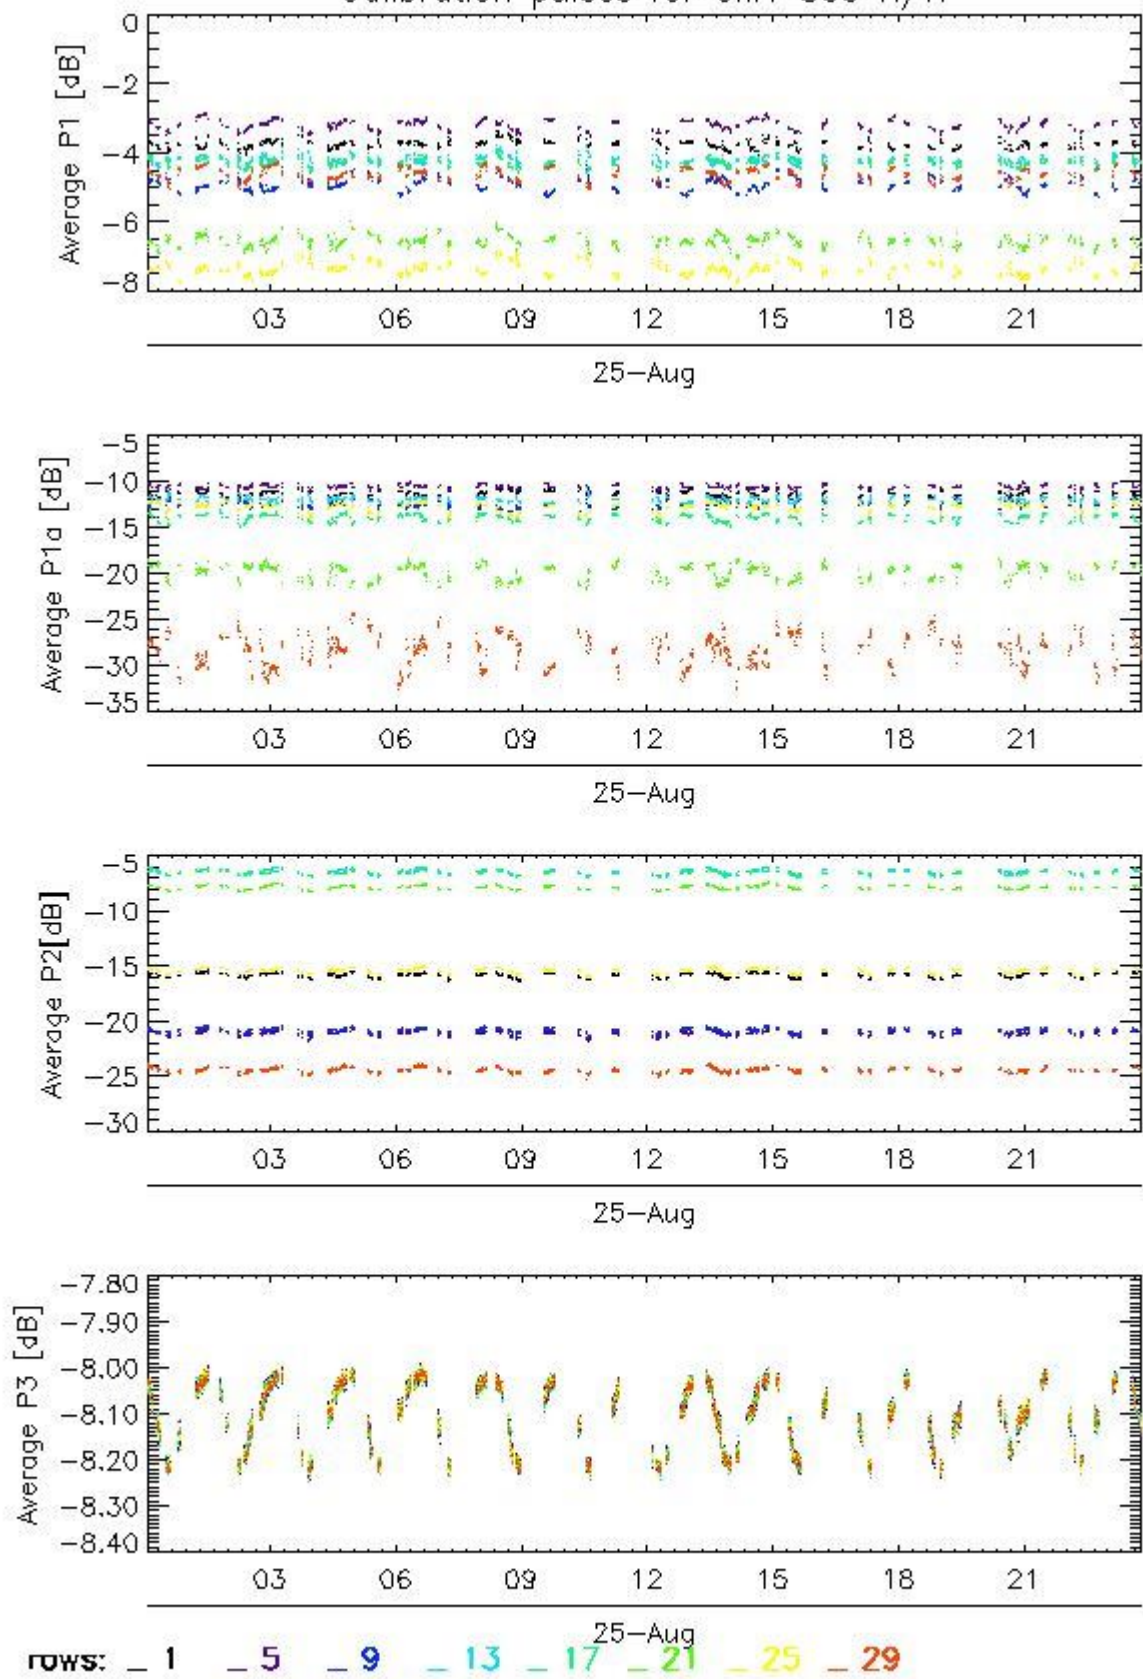 0
−2
−4
−6
−8
Average P1 [dB]
03 06 09 12 15 18 21
25−Aug
−5
−10
−15
−20
−25
−30
−35
Average P1a [dB]
03 06 09 12 15 18 21
25−Aug
−5
−10
−15
−20
−25
−30
Average P2[dB]
03 06 09 12 15 18 21
25−Aug
−7.80
−7.90
−8.00
−8.10
−8.20
−8.30
−8.40
Average P3 [dB]
03 06 09 12 15 18 21
25−Aug
rows: _ 1 _ 5 _ 9 _ 13 _ 17 _ 21 _ 25 _ 29